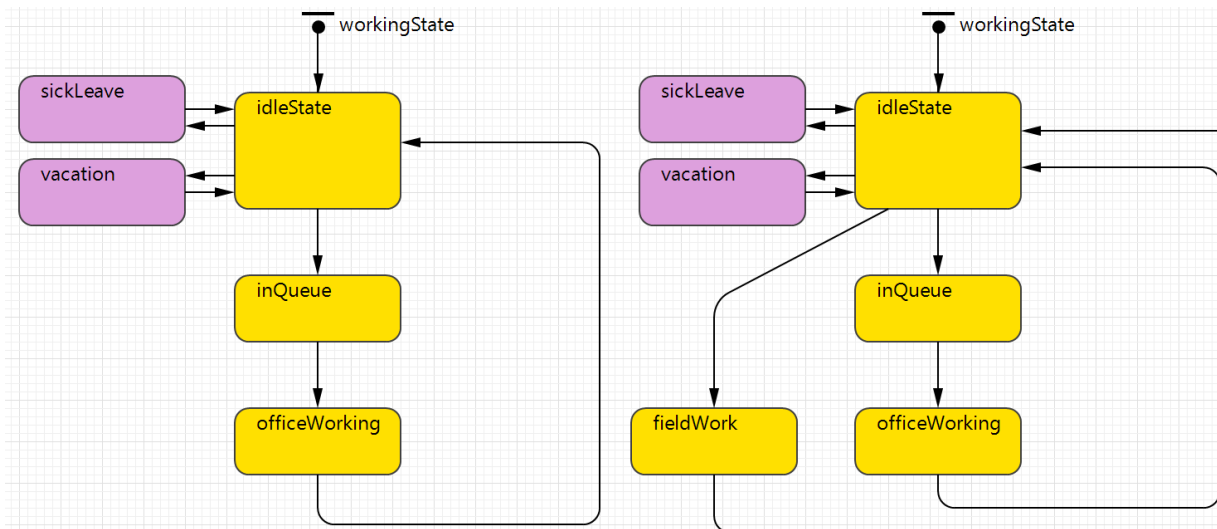 workingState
sickLeave
idleState
vacation
inQueue
officeWorking
workingState
sickLeave
idleState
vacation
inQueue
fieldWork
officeWorking